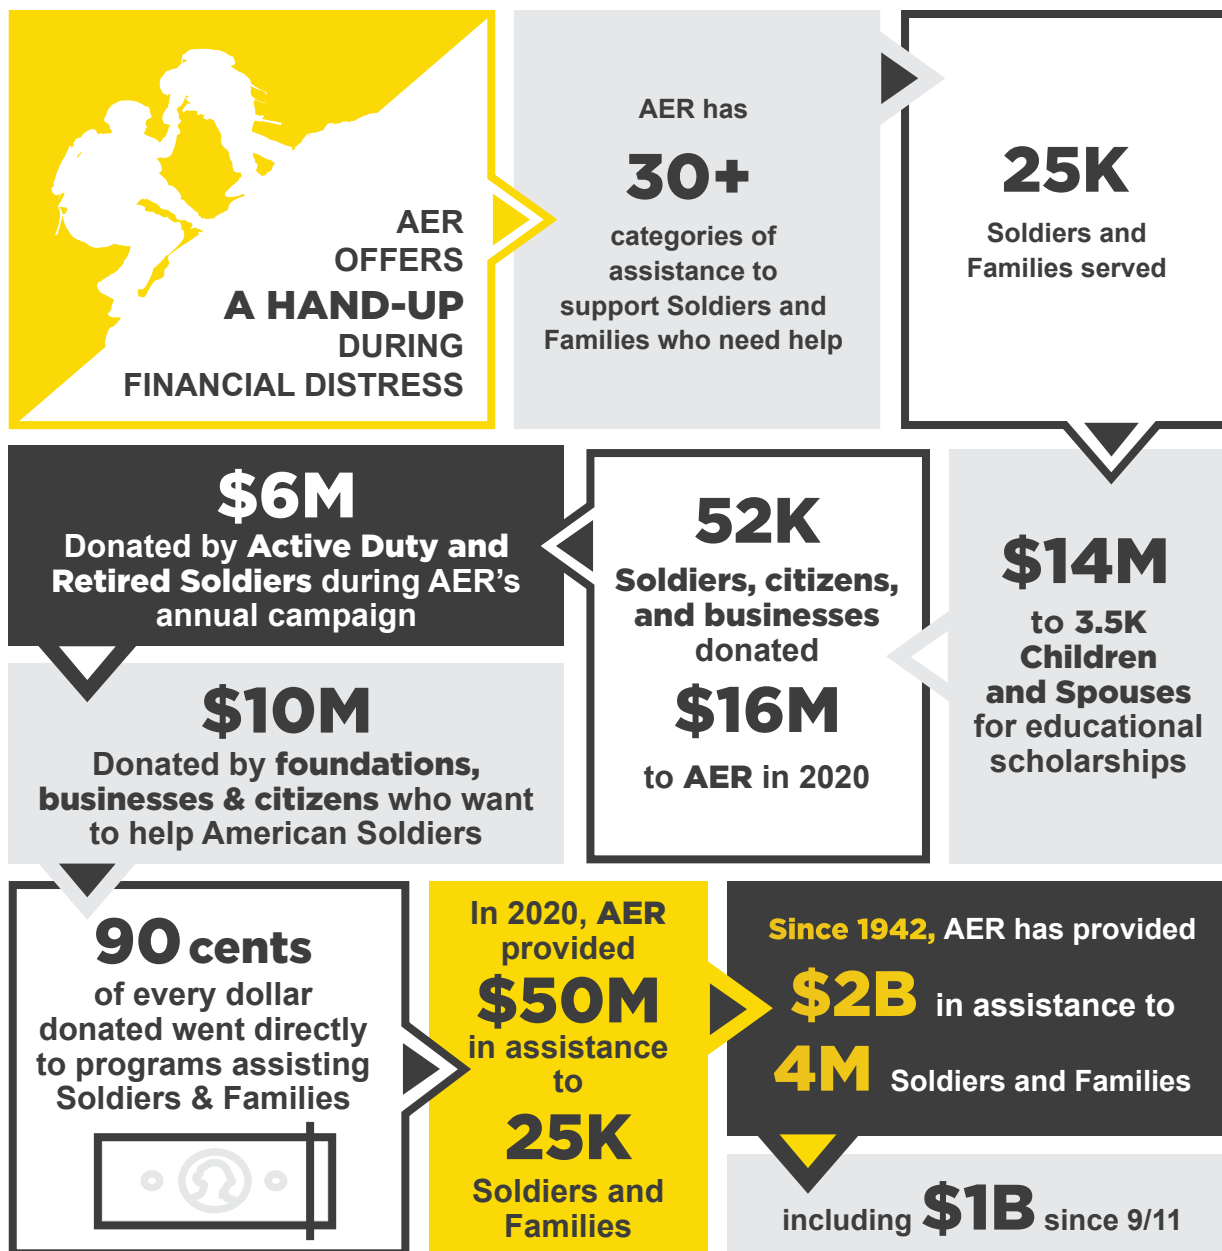 AER
OFFERS
A HAND-UP
DURING
FINANCIAL DISTRESS
AER has
30+
categories of
assistance to
support Soldiers and
Families who need help
25K
Soldiers and
Families served
$14M
to 3.5K
Children
and Spouses
for educational
scholarships
52K
Soldiers, citizens,
and businesses
donated
$16M
to AER in 2020
$6M
Donated by Active Duty and
Retired Soldiers during AER's
annual campaign
$10M
Donated by foundations,
businesses & citizens who want
to help American Soldiers
90 cents
of every dollar
donated went directly
to programs assisting
Soldiers & Families
In 2020, AER
provided
$50M
in assistance
to
25K
Soldiers and
Families
Since 1942, AER has provided
$2B in assistance to
4M Soldiers and Families
including $1B since 9/11